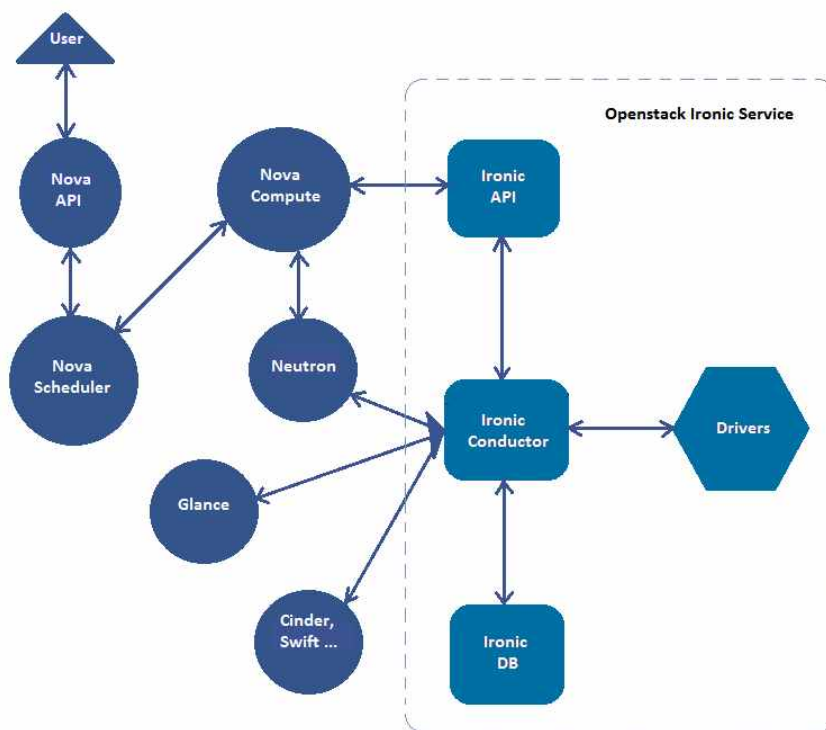 User
Openstack Ironic Service
Nova
API
Nova
Compute
Ironic
API
Nova
Scheduler
Neutron
Ironic
Conductor
Drivers
Glance
Cinder,
Swift ...
Ironic
DB